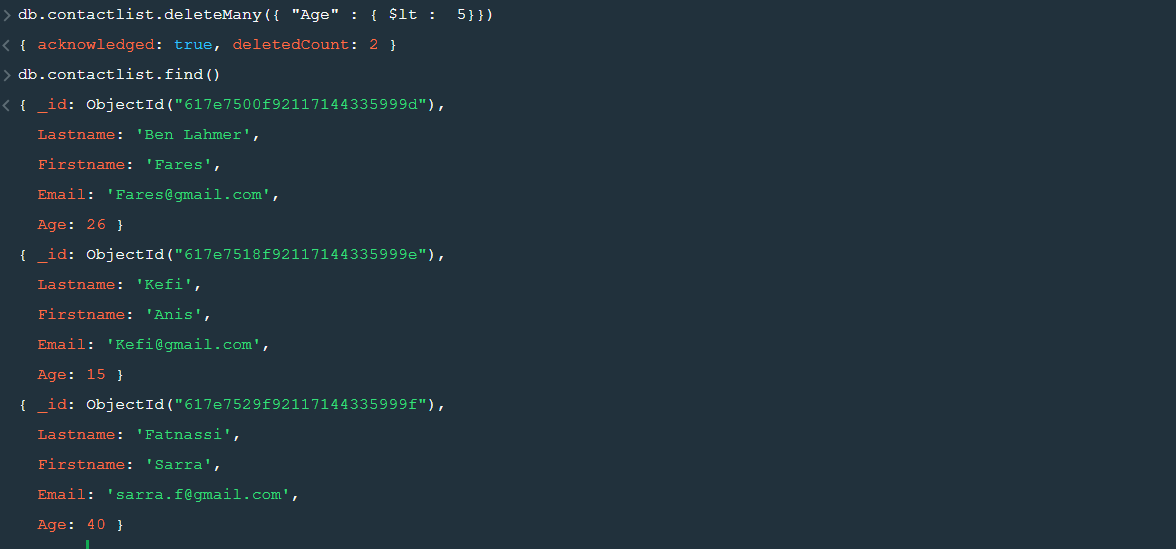 > db.contactlist.deleteMany({ "Age" : { $lt :  5}})
< { acknowledged: true, deletedCount: 2 }
> db.contactlist.find()
< { _id: ObjectId("617e7500f92117144335999d"),
Lastname: 'Ben Lahmer',
Firstname: 'Fares',
Email: 'Fares@gmail.com',
Age: 26 }
{ _id: ObjectId("617e7518f92117144335999e"),
Lastname: 'Kefi',
Firstname: 'Anis',
Email: 'Kefi@gmail.com',
Age: 15 }
{ _id: ObjectId("617e7529f92117144335999f"),
Lastname: 'Fatnassi',
Firstname: 'Sarra',
Email: 'sarra.f@gmail.com',
Age: 40 }